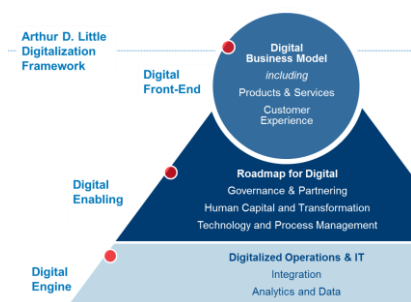 Arthur D. Little
Digitalization
Framework
Digital
Front-End
Digital
Business Model
including
Products & Services
Customer
Experience
Digital
Enabling
Roadmap for Digital
Governance & Partnering
Human Capital and Transformation
Technology and Process Management
Digital
Engine
Digitalized Operations & IT
Integration
Analytics and Data